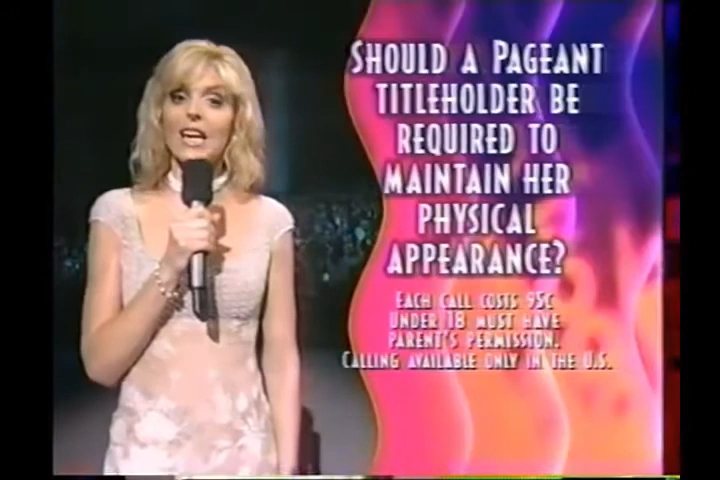 Should a Pageant
Titleholder be
required to
maintain her
physical
appearance?
Each call costs 95¢
Under 18 must have
parent's permission.
Calling available only in the U.S.